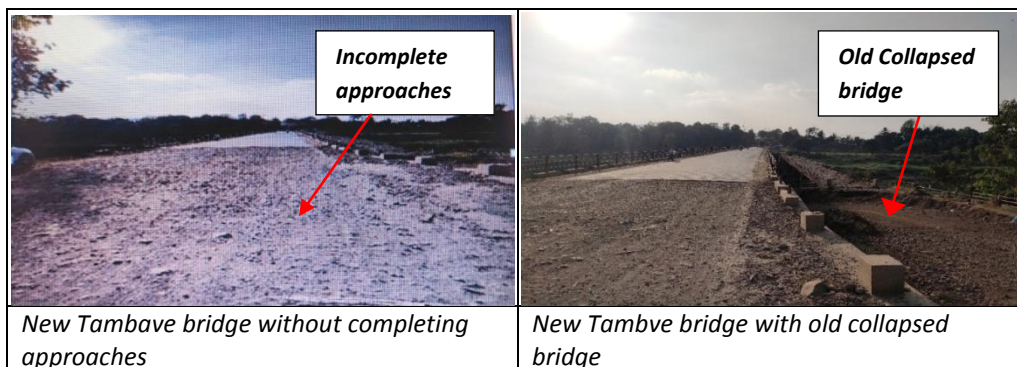 Incomplete
approaches
Old Collapsed
bridge
New Tambave bridge without completing
approaches
New Tambve bridge with old collapsed
bridge